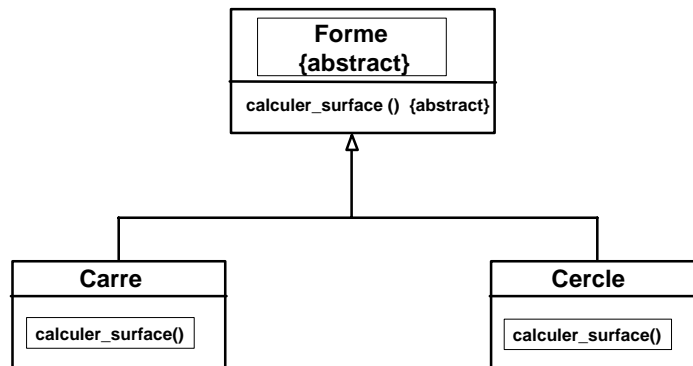 Forme
{abstract}
calculer_surface () {abstract}
Carre
calculer_surface()
Cercle
calculer_surface()